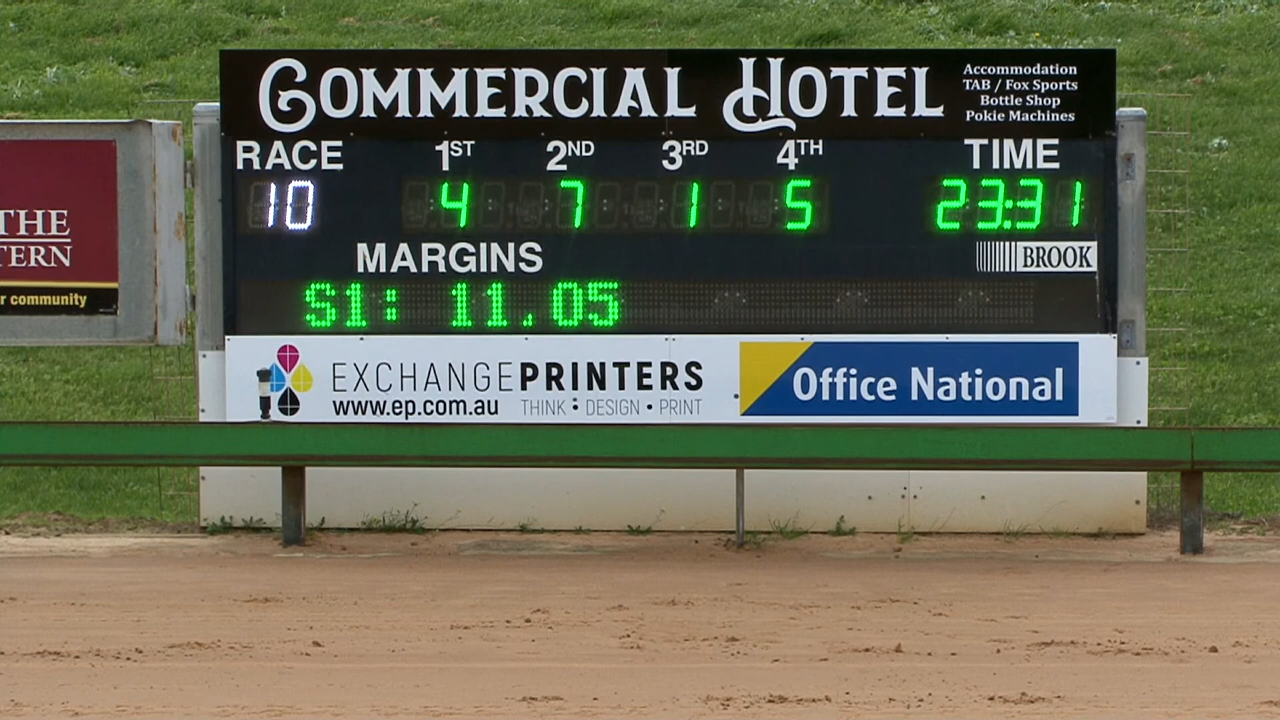 COMMERCIAL HOTEL
Accommodation
TAB / Fox Sports
Bottle Shop
Pokie Machines
RACE 1ST 2ND 3RD 4TH TIME
10 4 7 1 5 23:31
THE
TERN
r community
MARGINS
BROOK
S1: 11.05
EXCHANGEPRINTERS
www.ep.com.au THINK • DESIGN • PRINT
Office National